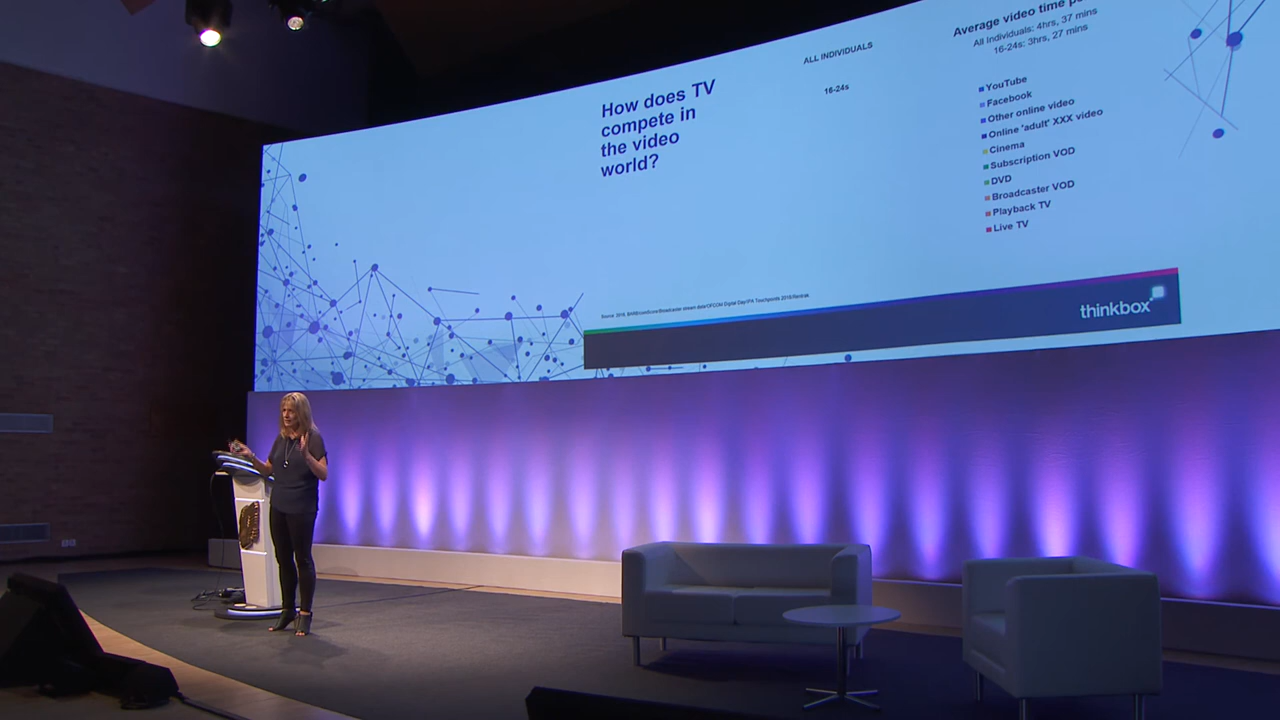 How does TV
compete in
the video
world?
ALL INDIVIDUALS
16-24s
Average video time
All Individuals: 4hrs, 37 mins
16-24s: 3hrs, 27 mins
YouTube
Facebook
Other online video
Online 'adult' XXX video
Cinema
Subscription VOD
DVD
Broadcaster VOD
Playback TV
Live TV
thinkbox